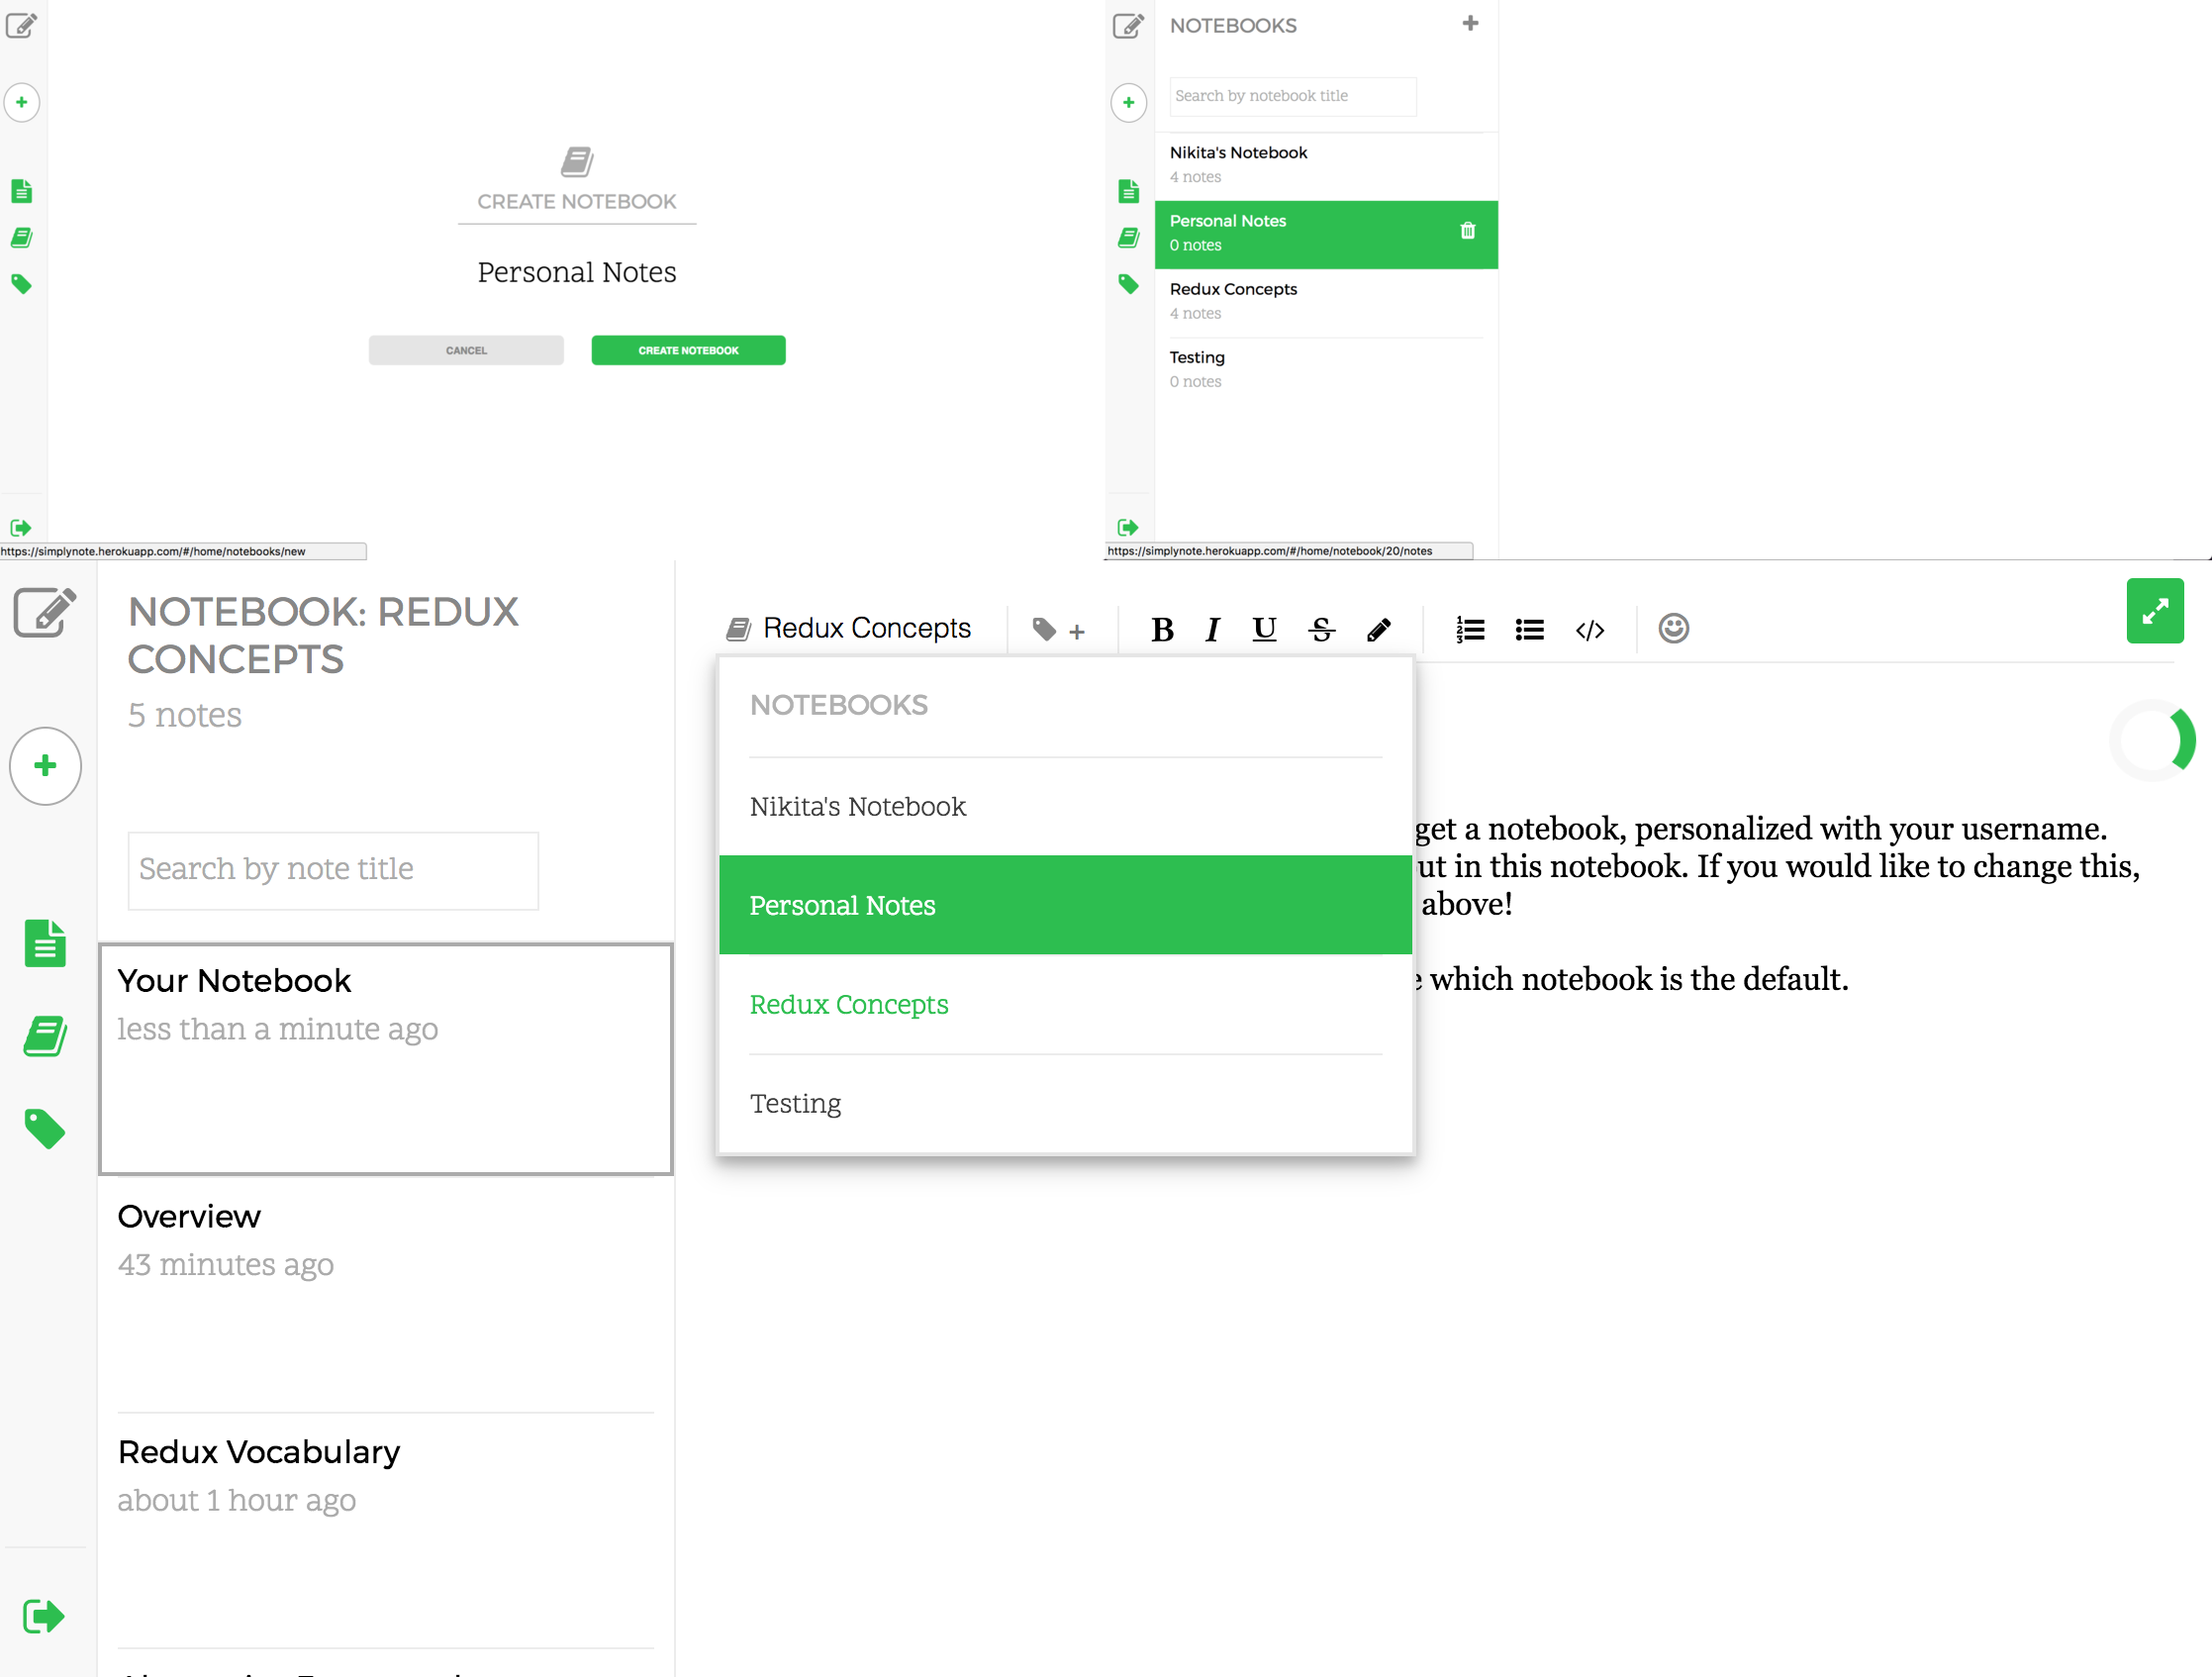 CREATE NOTEBOOK
Personal Notes
CANCEL
CREATE NOTEBOOK
https://simplynote.herokuapp.com/#/home/notebooks/new
NOTEBOOKS
Search by notebook title
Nikita's Notebook
4 notes
Personal Notes
0 notes
Redux Concepts
4 notes
Testing
0 notes
https://simplynote.herokuapp.com/#/home/notebook/20/notes
NOTEBOOK: REDUX
CONCEPTS
5 notes
Search by note title
Your Notebook
less than a minute ago
Overview
43 minutes ago
Redux Vocabulary
about 1 hour ago
Redux Concepts
B I U S
NOTEBOOKS
Nikita's Notebook
Personal Notes
Redux Concepts
Testing
get a notebook, personalized with your username.
in this notebook. If you would like to change this,
above!
which notebook is the default.